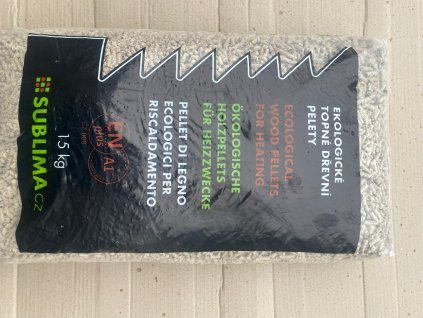 EKOLOGICKÉ
TOPNÉ DŘEVNÍ
PELETY
ECOLOGICAL
WOOD PELLETS
FOR HEATING
ÖKOLOGISCHE
HOLZPELLETS
FÜR HEIZZWECKE
PELLET DI LEGNO
ECOLOGICI PER
RISCALDAMENTO
EN A1
plus
15 kg
SUBLIMA CZ